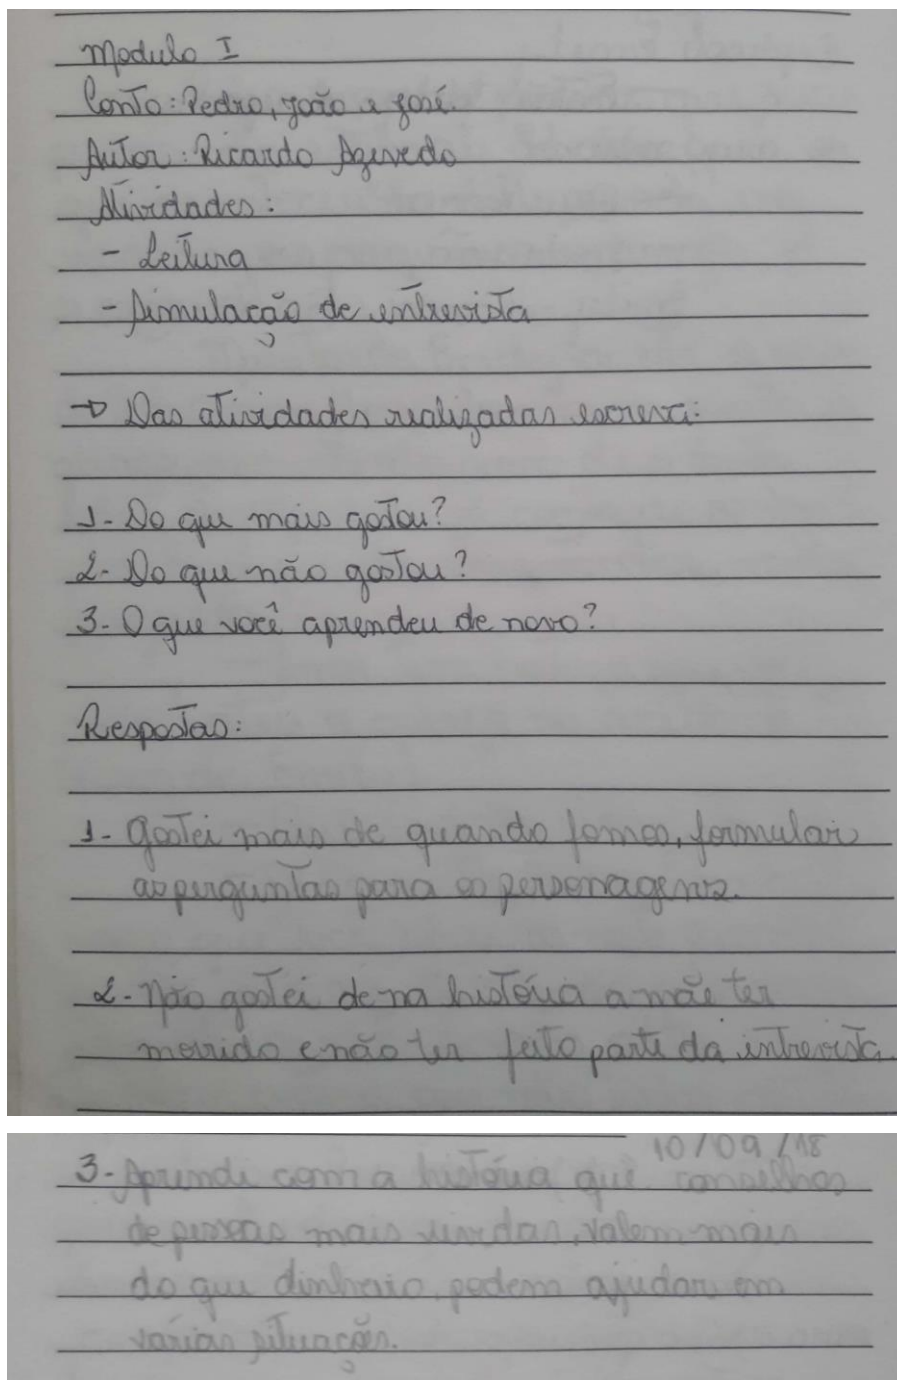 Modulo I
Conto: Pedro, João e José.
Autor: Ricardo Azevedo
Atividades:
- Leitura
- Simulação de entrevista
→ Das atividades realizadas escreva:
1- Do que mais gostou?
2- Do que não gostou?
3- O que você aprendeu de novo?
Respostas:
1- Gostei mais de quando fomos, formular
as perguntas para os personagens.
2- Não gostei de na história a mãe ter
morrido e não ter feito parte da entrevista.
10/09/18
3- Aprendi com a história que conselhos
de pessoas mais vividas, valem mais
do que dinheiro, podem ajudar em
várias situações.